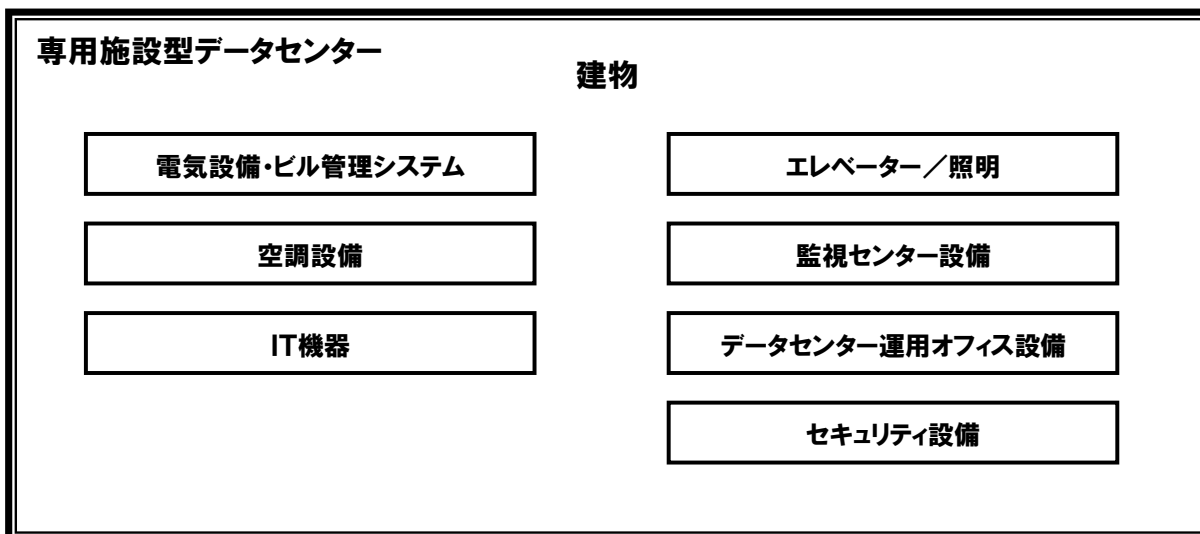 専用施設型データセンター
建物
電気設備・ビル管理システム
空調設備
IT機器
エレベーター／照明
監視センター設備
データセンター運用オフィス設備
セキュリティ設備